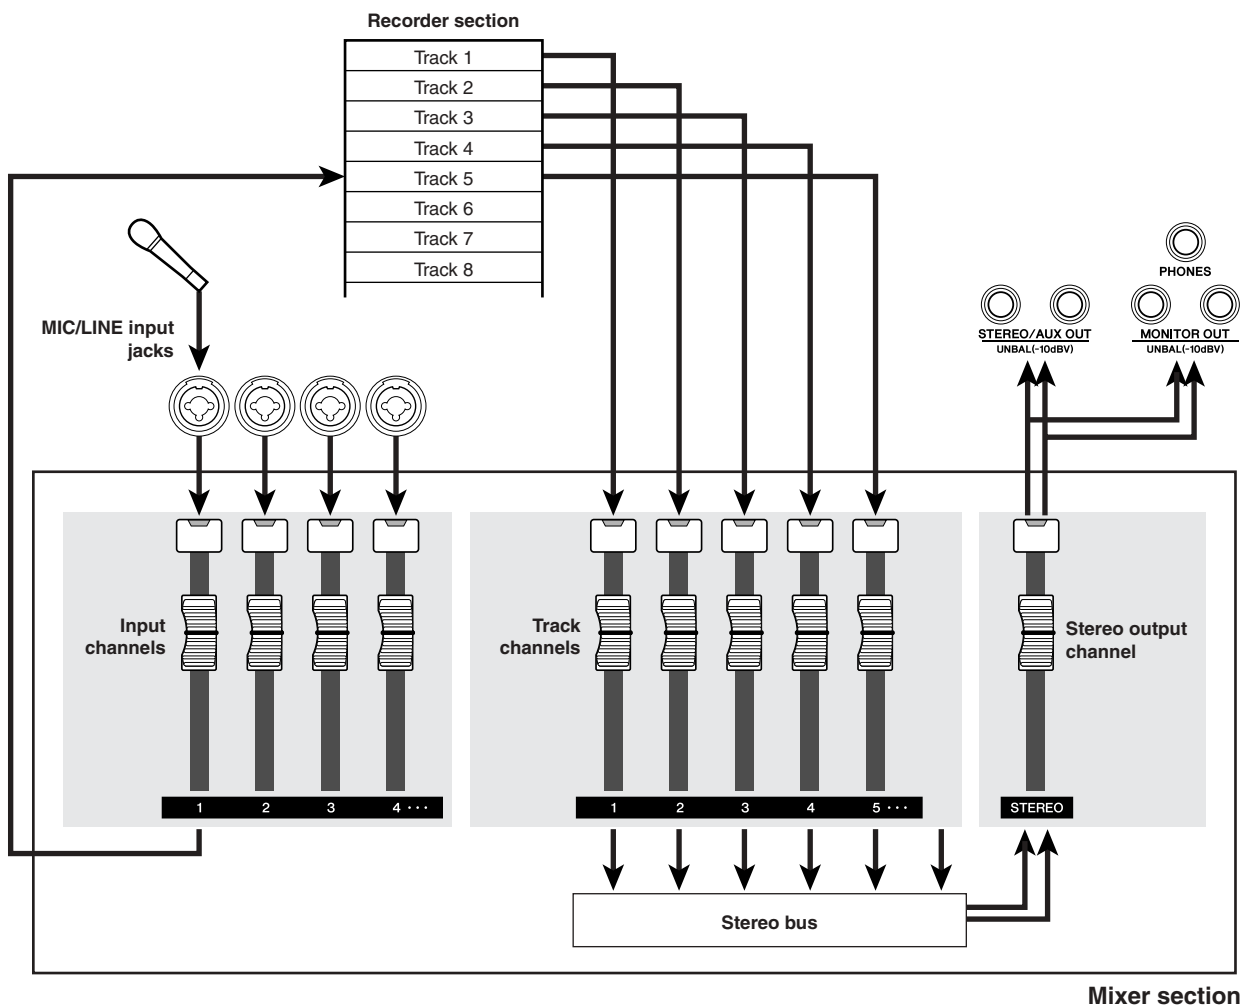 Recorder section
Track 1
Track 2
Track 3
Track 4
Track 5
Track 6
Track 7
Track 8
MIC/LINE input
jacks
PHONES
STEREO/AUX OUT
UNBAL(-10dBV)
MONITOR OUT
UNBAL(-10dBV)
Input
channels
1 2 3 4 ···
Track
channels
1 2 3 4 5 ···
Stereo output
channel
STEREO
Stereo bus
Mixer section